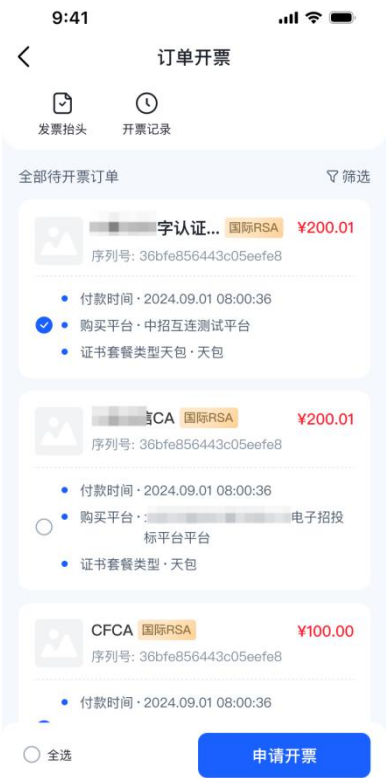 9:41
订单开票
发票抬头
开票记录
全部待开票订单
筛选
字认证... 国际RSA ¥200.01
序列号: 36bfe856443c05eefe8
付款时间·2024.09.01 08:00:36
购买平台·中招互连测试平台
证书套餐类型天包·天包
信CA 国际RSA ¥200.01
序列号: 36bfe856443c05eefe8
付款时间·2024.09.01 08:00:36
购买平台· 电子招投
标平台平台
证书套餐类型·天包
CFCA 国际RSA ¥100.00
序列号: 36bfe856443c05eefe8
付款时间·2024.09.01 08:00:36
全选
申请开票